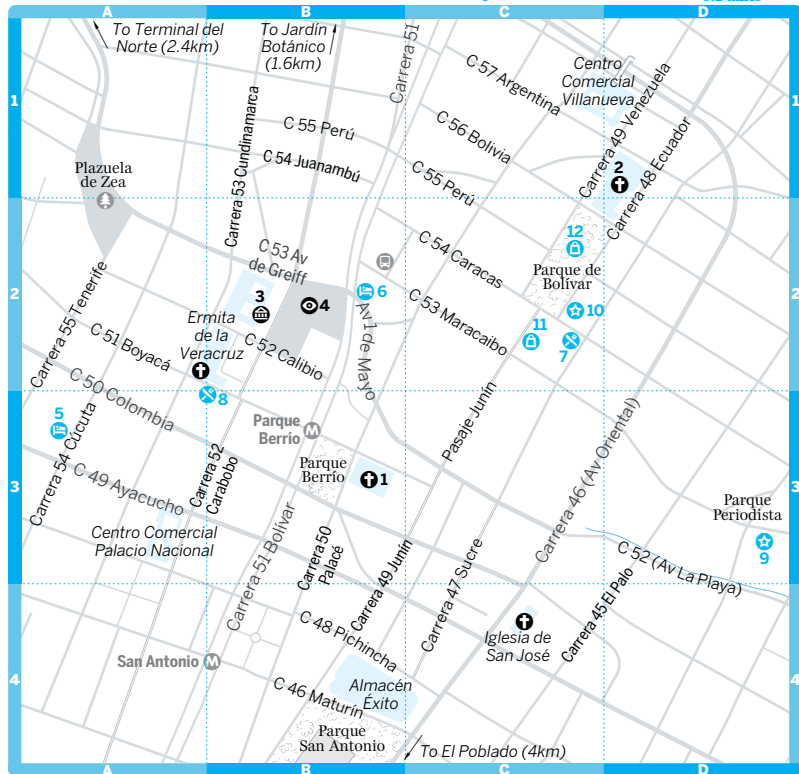 A
B
C
D
To Terminal del
Norte (2.4km)
To Jardín
Botánico
(1.6km)
Carrera 51
C 57 Argentina
Centro
Comercial
Villanueva
Carrera 49 Venezuela
1
1
Carrera 53 Cundinamarca
C 55 Perú
C 56 Bolivia
C 54 Juanambú
Plazuela
de Zea
C 55 Perú
2
Carrera 48 Ecuador
C 53 Av
de Greiff
C 54 Caracas
12
Parque de
Bolívar
2
2
Carrera 55 Tenerife
3
4
6
C 53 Maracaibo
10
11
7
Ermita
de la
Veracruz
C 51 Boyacá
C 52 Calibio
Av 1 de Mayo
8
C 50 Colombia
5
Parque
Berrío
M
Pasaje Junín
Carrera 46 (Av Oriental)
Carrera 54 Cúcuta
C 49 Ayacucho
Carrera 52
Carabobo
Parque
Berrío
1
3
3
Parque
Periodista
9
Centro Comercial
Palacio Nacional
Carrera 51 Bolívar
Carrera 50
Palacé
Carrera 49 Junín
Carrera 47 Sucre
C 52 (Av La Playa)
Carrera 45 El Palo
C 48 Pichincha
Iglesia de
San José
San Antonio
M
4
4
C 46 Maturín
Almacén
Éxito
Parque
San Antonio
To El Poblado (4km)
A
B
C
D